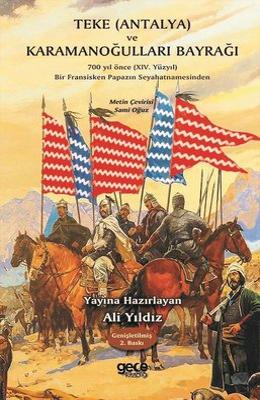 TEKE (ANTALYA)
ve
KARAMANOĞULLARI BAYRAĞI
700 yıl önce (XIV. Yüzyıl)
Bir Fransisken Papazın Seyahatnamesinden
Metin Çevirisi
Sami Oğuz
Yayına Hazırlayan
Ali Yıldız
Genişletilmiş
2. Baskı
gece